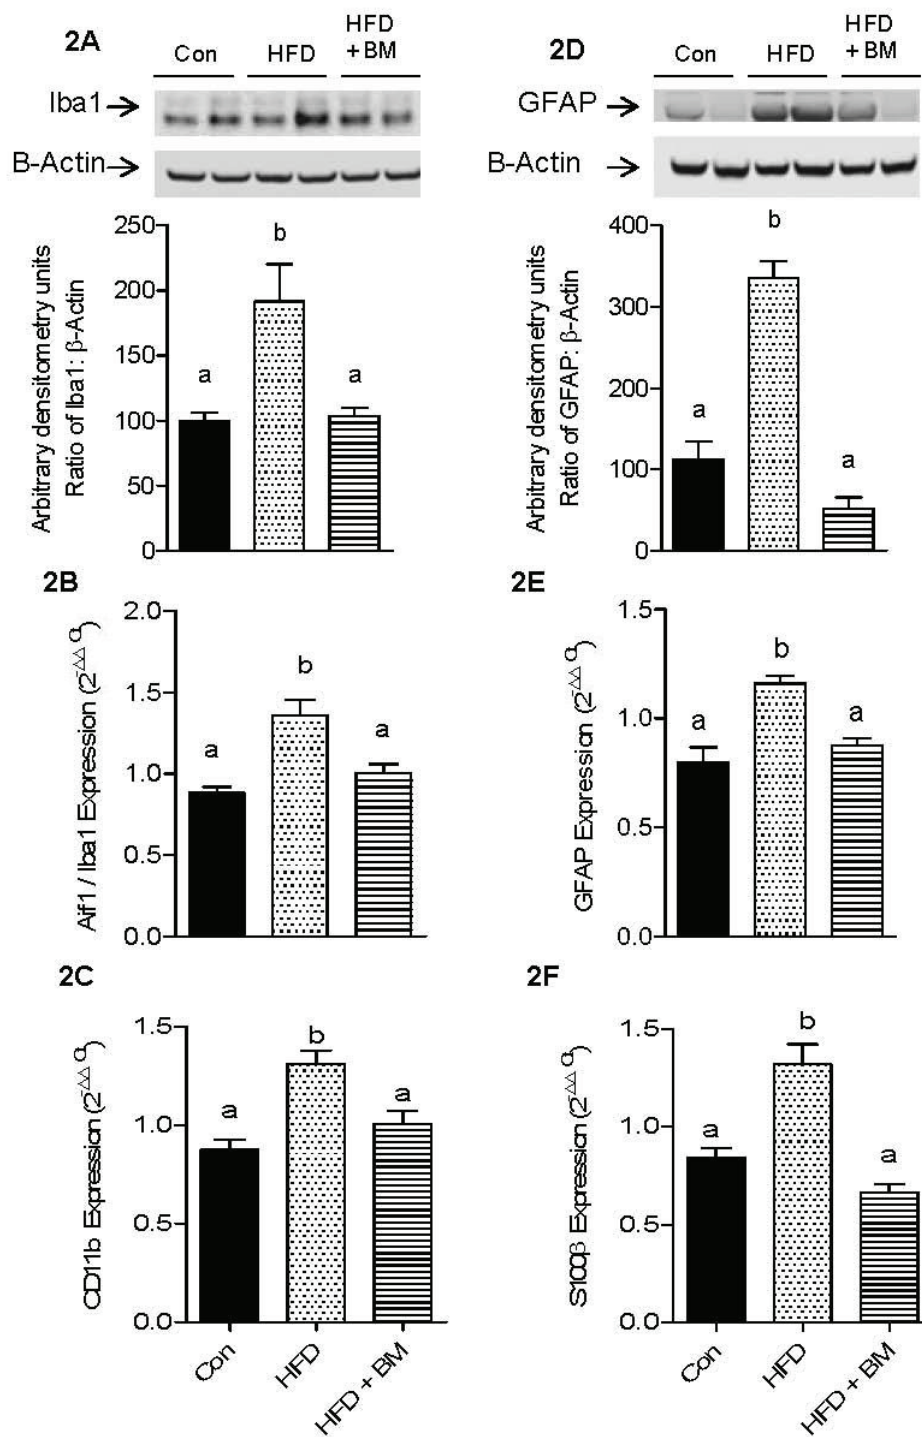 2A
Con
HFD
HFD
+ BM
Iba1
B-Actin
Arbitrary densitometry units
Ratio of Iba1: β-Actin
250
200
150
100
50
0
a
b
a
2D
Con
HFD
HFD
+ BM
GFAP
B-Actin
Arbitrary densitometry units
Ratio of GFAP: β-Actin
400
300
200
100
0
a
b
a
2B
Aif1 / Iba1 Expression (2^-ΔΔ Ct)
2.0
1.5
1.0
0.5
0.0
a
b
a
2E
GFAP Expression (2^-ΔΔ Ct)
1.5
1.0
0.5
0.0
a
b
a
2C
CD11b Expression (2^-ΔΔ Ct)
1.5
1.0
0.5
0.0
a
b
a
Con
HFD
HFD + BM
2F
S100β Expression (2^-ΔΔ Ct)
1.5
1.0
0.5
0.0
a
b
a
Con
HFD
HFD + BM